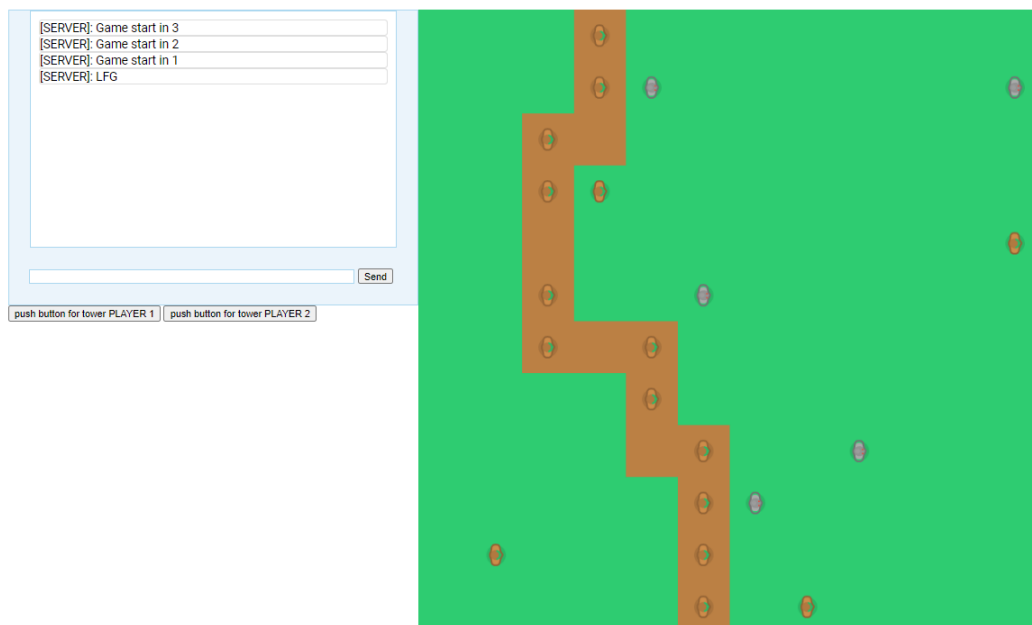 [SERVER]: Game start in 3
[SERVER]: Game start in 2
[SERVER]: Game start in 1
[SERVER]: LFG
Send
push button for tower PLAYER 1 push button for tower PLAYER 2